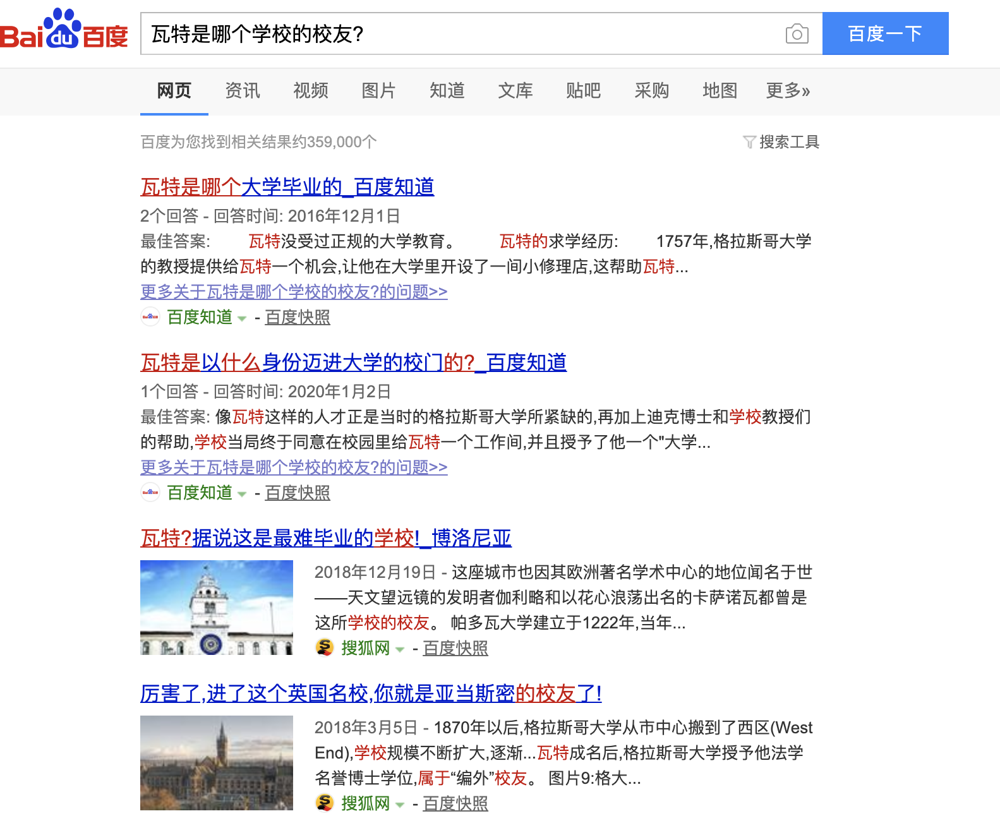 Bai du 百度
瓦特是哪个学校的校友?
百度一下
网页 资讯 视频 图片 知道 文库 贴吧 采购 地图 更多»
百度为您找到相关结果约359,000个
搜索工具
瓦特是哪个大学毕业的_百度知道
2个回答 - 回答时间: 2016年12月1日
最佳答案: 瓦特没受过正规的大学教育。 瓦特的求学经历: 1757年,格拉斯哥大学
的教授提供给瓦特一个机会,让他在大学里开设了一间小修理店,这帮助瓦特...
更多关于瓦特是哪个学校的校友?的问题>>
百度知道 - 百度快照
瓦特是以什么身份迈进大学的校门的?_百度知道
1个回答 - 回答时间: 2020年1月2日
最佳答案: 像瓦特这样的人才正是当时的格拉斯哥大学所紧缺的,再加上迪克博士和学校教授们
的帮助,学校当局终于同意在校园里给瓦特一个工作间,并且授予了他一个"大学...
更多关于瓦特是哪个学校的校友?的问题>>
百度知道 - 百度快照
瓦特?据说这是最难毕业的学校!_博洛尼亚
2018年12月19日 - 这座城市也因其欧洲著名学术中心的地位闻名于世
——天文望远镜的发明者伽利略和以花心浪荡出名的卡萨诺瓦都曾是
这所学校的校友。 帕多瓦大学建立于1222年,当年...
搜狐网 - 百度快照
厉害了,进了这个英国名校,你就是亚当斯密的校友了!
2018年3月5日 - 1870年以后,格拉斯哥大学从市中心搬到了西区(West
End),学校规模不断扩大,逐渐...瓦特成名后,格拉斯哥大学授予他法学
名誉博士学位,属于“编外”校友。 图片9:格大...
搜狐网 - 百度快照